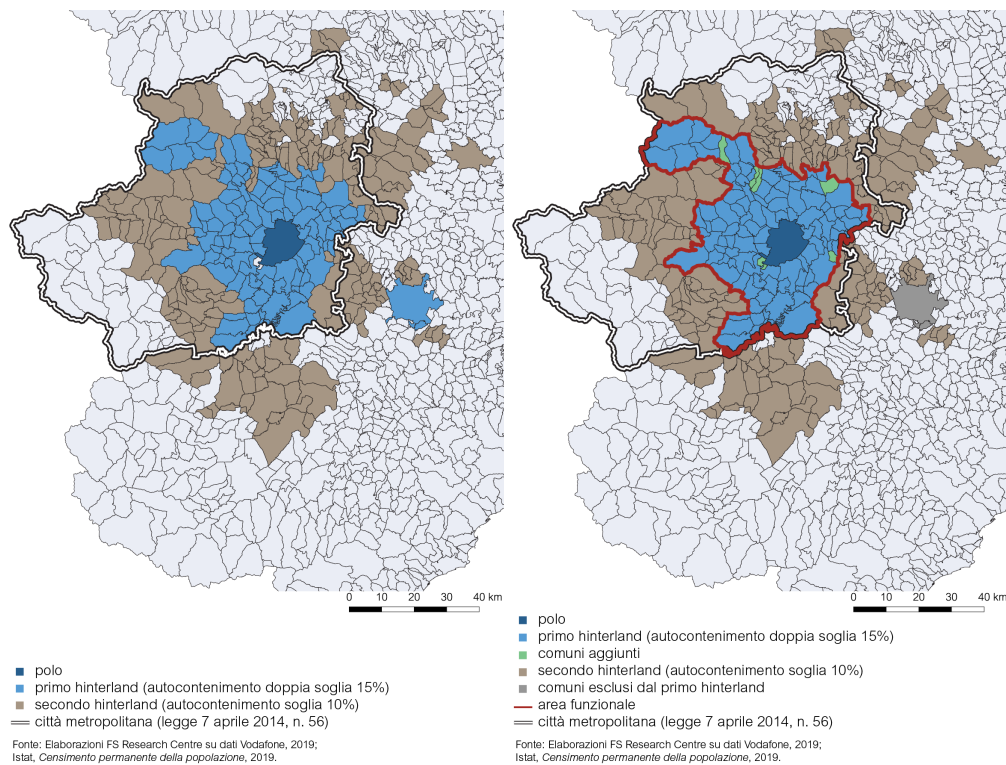 0 10 20 30 40 km
polo
primo hinterland (autocontenimento doppia soglia 15%)
secondo hinterland (autocontenimento soglia 10%)
città metropolitana (legge 7 aprile 2014, n. 56)
Fonte: Elaborazioni FS Research Centre su dati Vodafone, 2019;
Istat, Censimento permanente della popolazione, 2019.
0 10 20 30 40 km
polo
primo hinterland (autocontenimento doppia soglia 15%)
comuni aggiunti
secondo hinterland (autocontenimento soglia 10%)
comuni esclusi dal primo hinterland
area funzionale
città metropolitana (legge 7 aprile 2014, n. 56)
Fonte: Elaborazioni FS Research Centre su dati Vodafone, 2019;
Istat, Censimento permanente della popolazione, 2019.